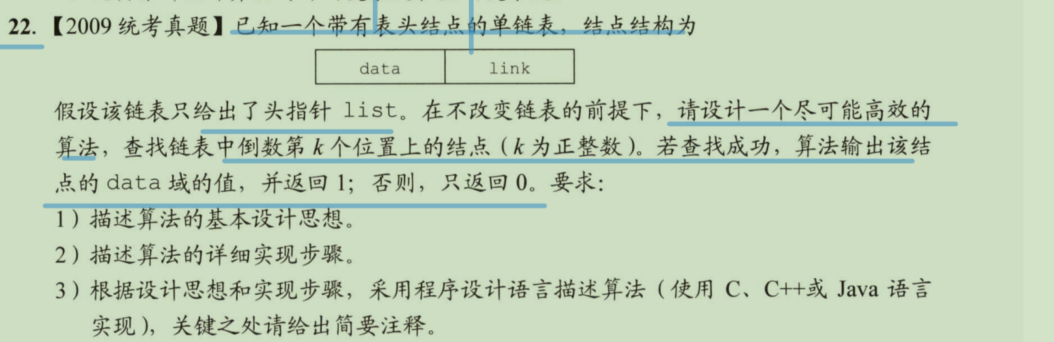 22. 【2009 统考真题】已知一个带有表头结点的单链表，结点结构为
data link
假设该链表只给出了头指针 list。在不改变链表的前提下，请设计一个尽可能高效的
算法，查找链表中倒数第 k 个位置上的结点（k 为正整数）。若查找成功，算法输出该结
点的 data 域的值，并返回 1；否则，只返回 0。要求：
1）描述算法的基本设计思想。
2）描述算法的详细实现步骤。
3）根据设计思想和实现步骤，采用程序设计语言描述算法（使用 C、C++或 Java 语言
实现），关键之处请给出简要注释。